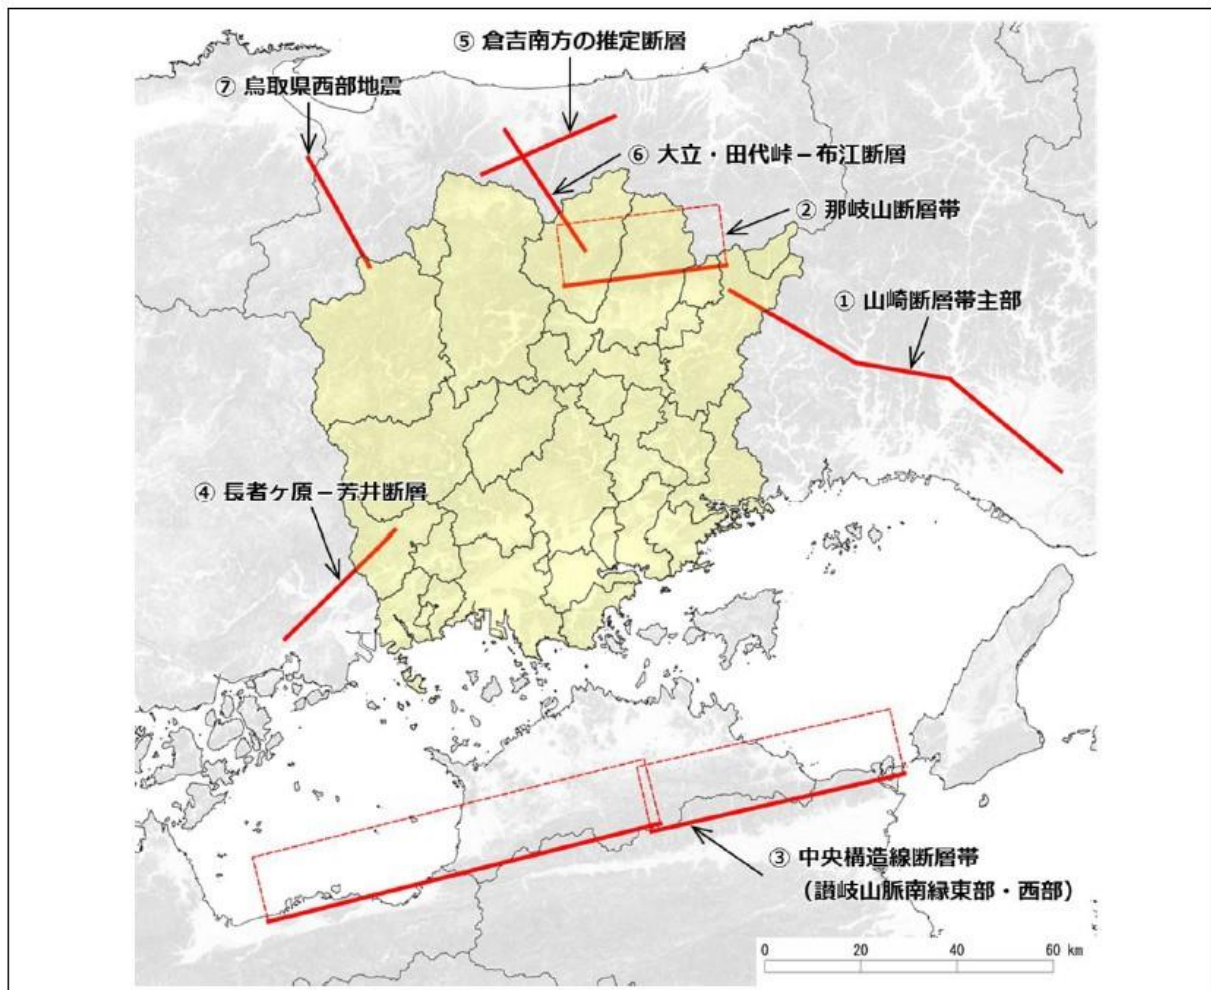 ⑤ 倉吉南方の推定断層
⑦ 鳥取県西部地震
⑥ 大立・田代峠－布江断層
② 那岐山断層帯
① 山崎断層帯主部
④ 長者ヶ原－芳井断層
③ 中央構造線断層帯
（讃岐山脈南縁東部・西部）
0 20 40 60 km